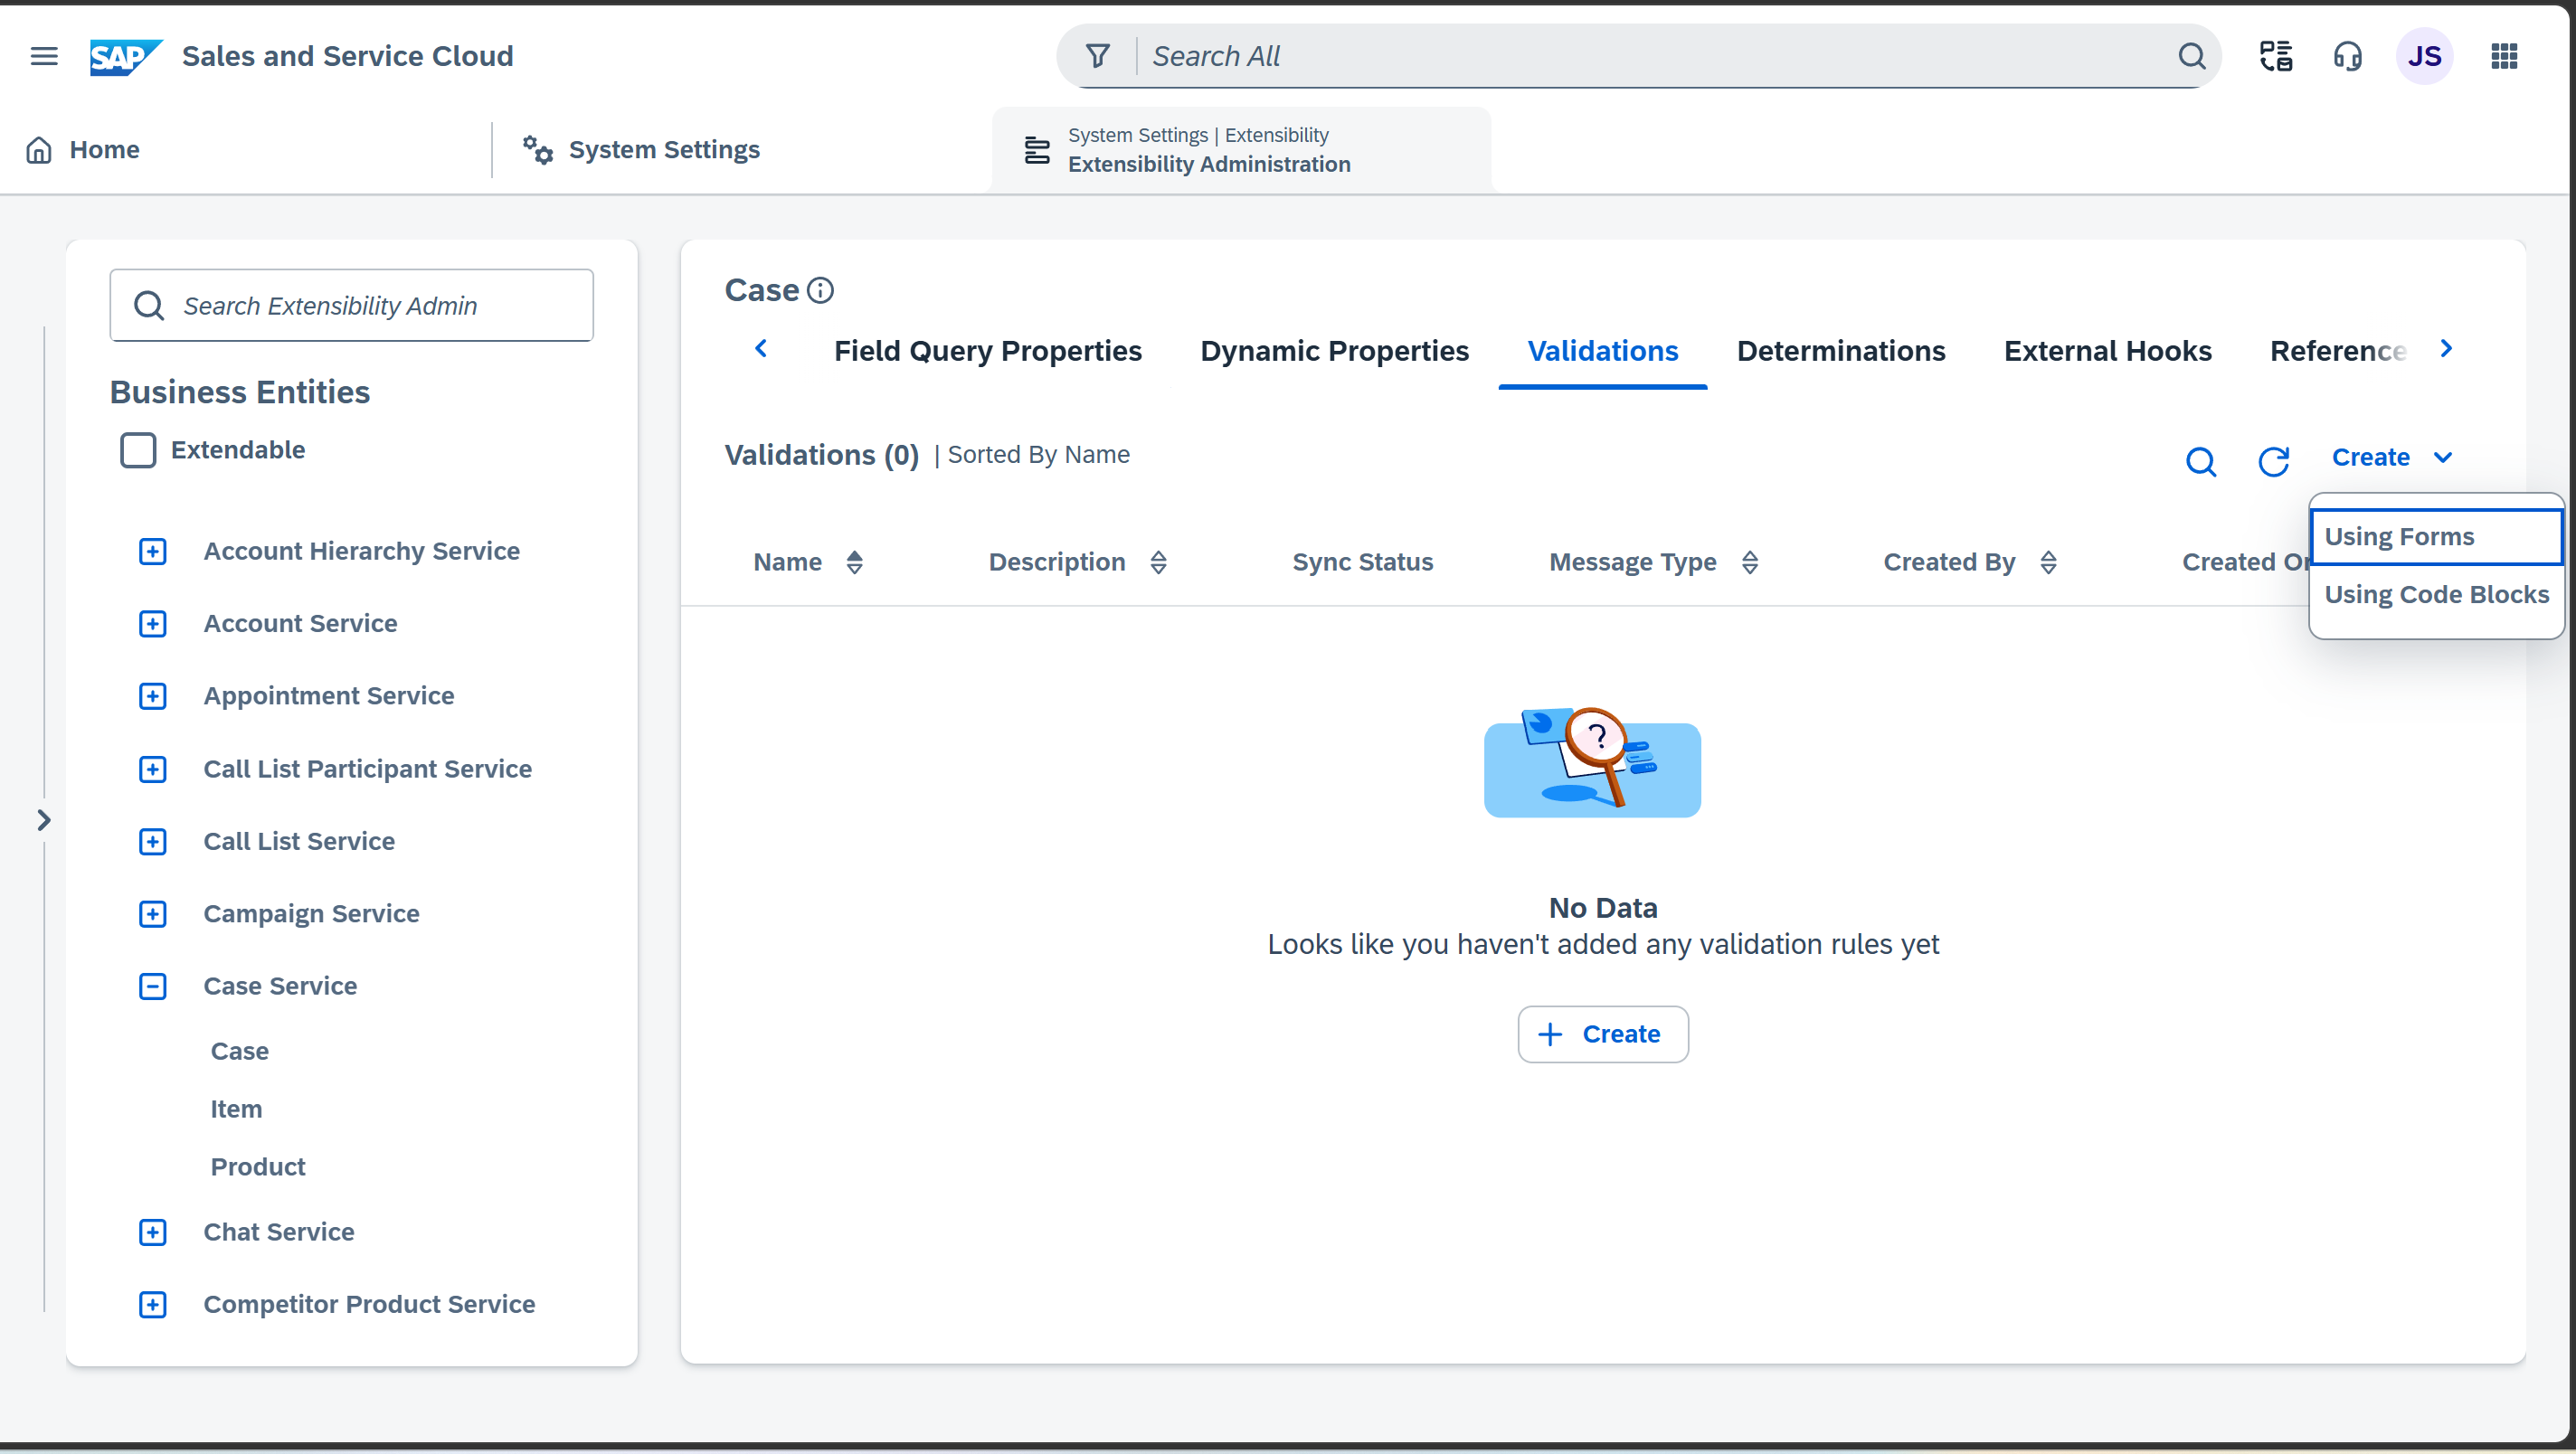 SAP Sales and Service Cloud
Search All
JS
Home
System Settings
System Settings | Extensibility
Extensibility Administration
Search Extensibility Admin
Business Entities
Extendable
Account Hierarchy Service
Account Service
Appointment Service
Call List Participant Service
Call List Service
Campaign Service
Case Service
Case
Item
Product
Chat Service
Competitor Product Service
Case
Field Query Properties Dynamic Properties Validations Determinations External Hooks Reference
Validations (0) | Sorted By Name
Create
Using Forms
Using Code Blocks
Name Description Sync Status Message Type Created By Created On
?
No Data
Looks like you haven't added any validation rules yet
Create